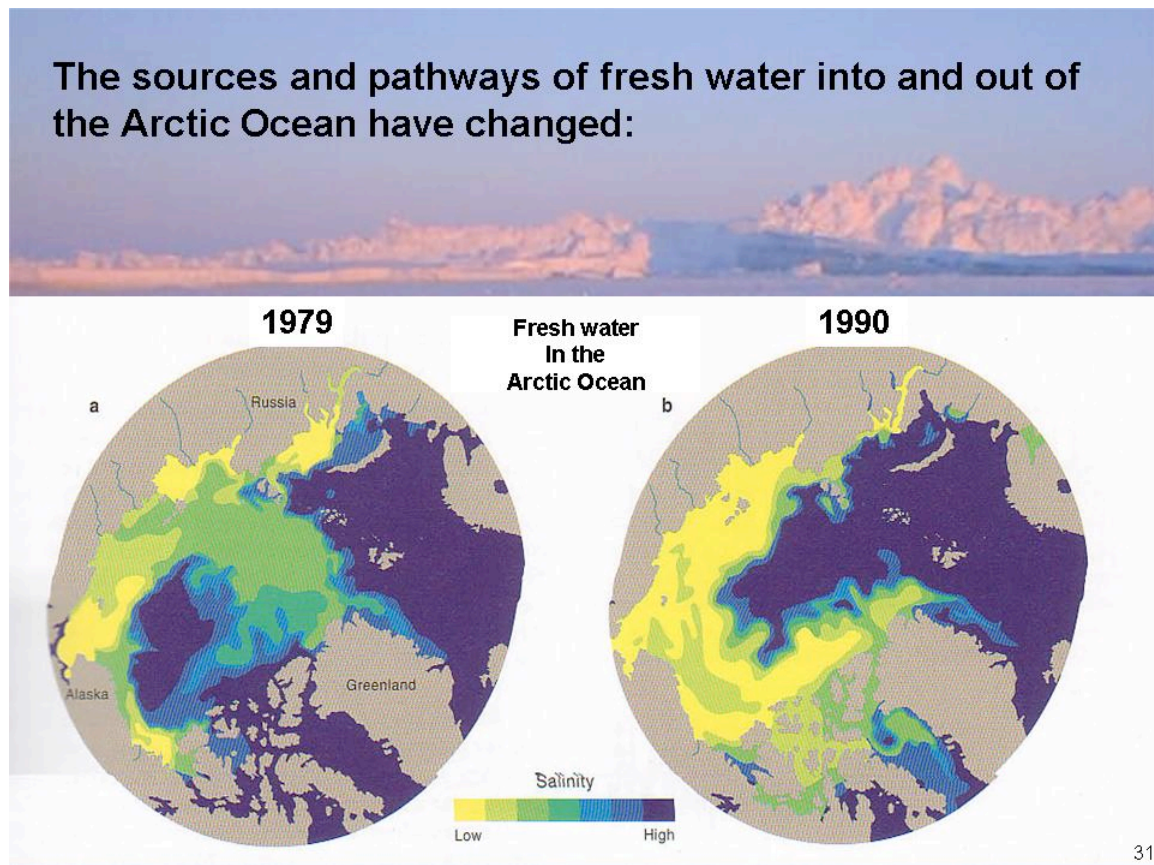 The sources and pathways of fresh water into and out of
the Arctic Ocean have changed:
1979
Fresh water
In the
Arctic Ocean
1990
a
Russia
Alaska
Greenland
b
Salinity
Low
High
31